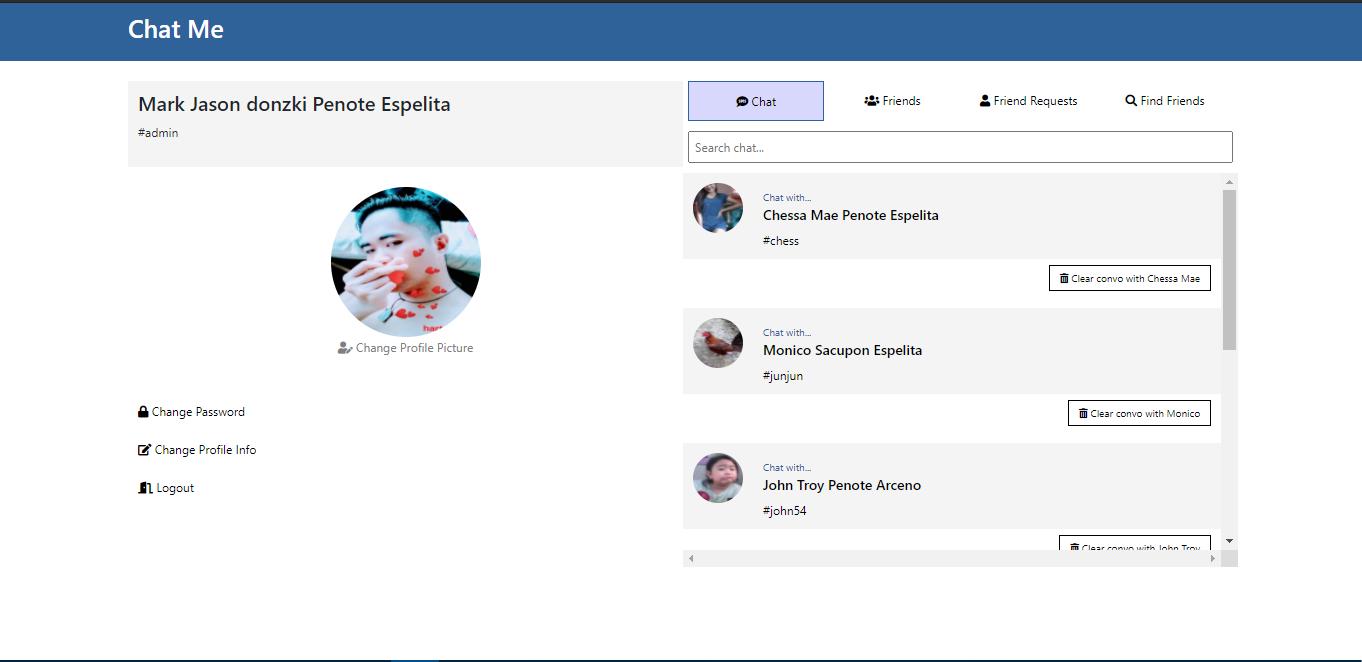 Chat Me
Mark Jason donzki Penote Espelita
#admin
Change Profile Picture
Change Password
Change Profile Info
Logout
Chat
Friends
Friend Requests
Find Friends
Search chat...
Chat with...
Chessa Mae Penote Espelita
#chess
Clear convo with Chessa Mae
Chat with...
Monico Sacupon Espelita
#junjun
Clear convo with Monico
Chat with...
John Troy Penote Arceno
#john54
Clear convo with John Troy